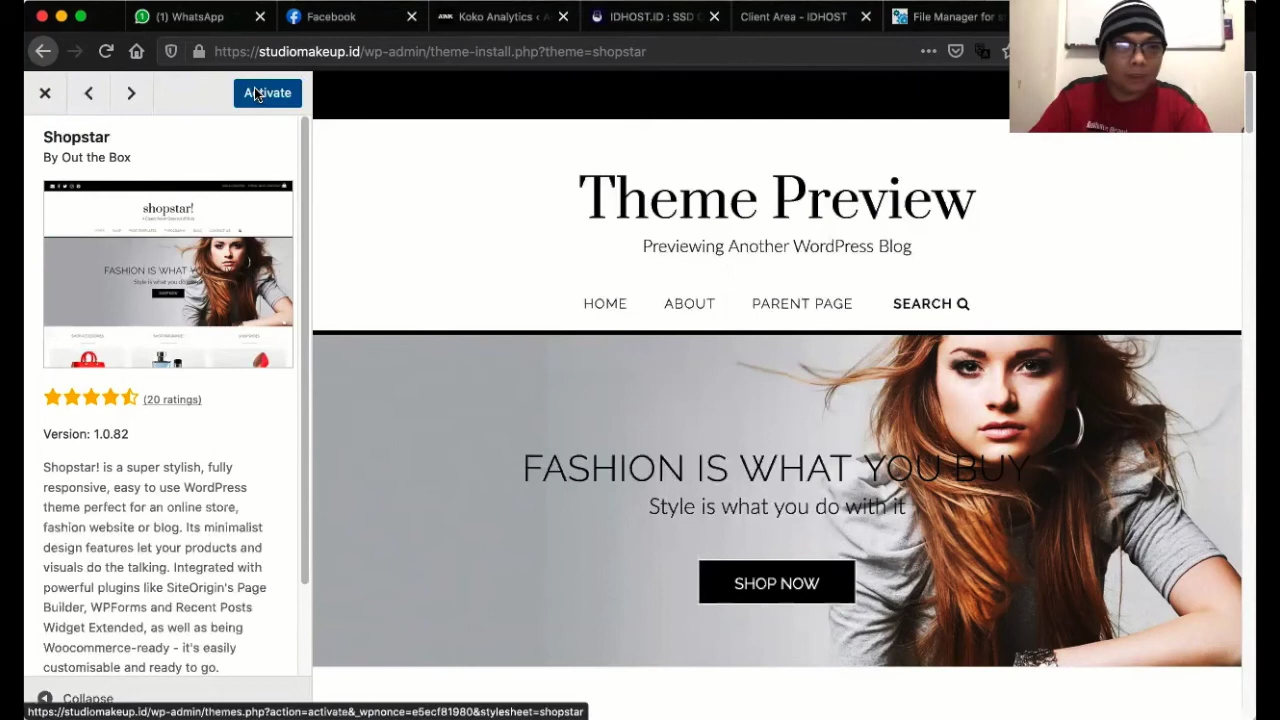 (1) WhatsApp
Facebook
Koko Analytics ‹
IDHOST.ID : SSD
Client Area - IDHOST
File Manager for
https://studiomakeup.id/wp-admin/theme-install.php?theme=shopstar
Activate
Shopstar
By Out the Box
shopstar!
FASHION IS WHAT YOU BUY
Style is what you do
(20 ratings)
Version: 1.0.82
Shopstar! is a super stylish, fully
responsive, easy to use WordPress
theme perfect for an online store,
fashion website or blog. Its minimalist
design features let your products and
visuals do the talking. Integrated with
powerful plugins like SiteOrigin's Page
Builder, WPForms and Recent Posts
Widget Extended, as well as being
Woocommerce-ready - it's easily
customisable and ready to go.
Collapse
https://studiomakeup.id/wp-admin/themes.php?action=activate&_wpnonce=e5ecf81980&stylesheet=shopstar
Theme Preview
Previewing Another WordPress Blog
HOME ABOUT PARENT PAGE SEARCH
FASHION IS WHAT YOU BUY
Style is what you do with it
SHOP NOW